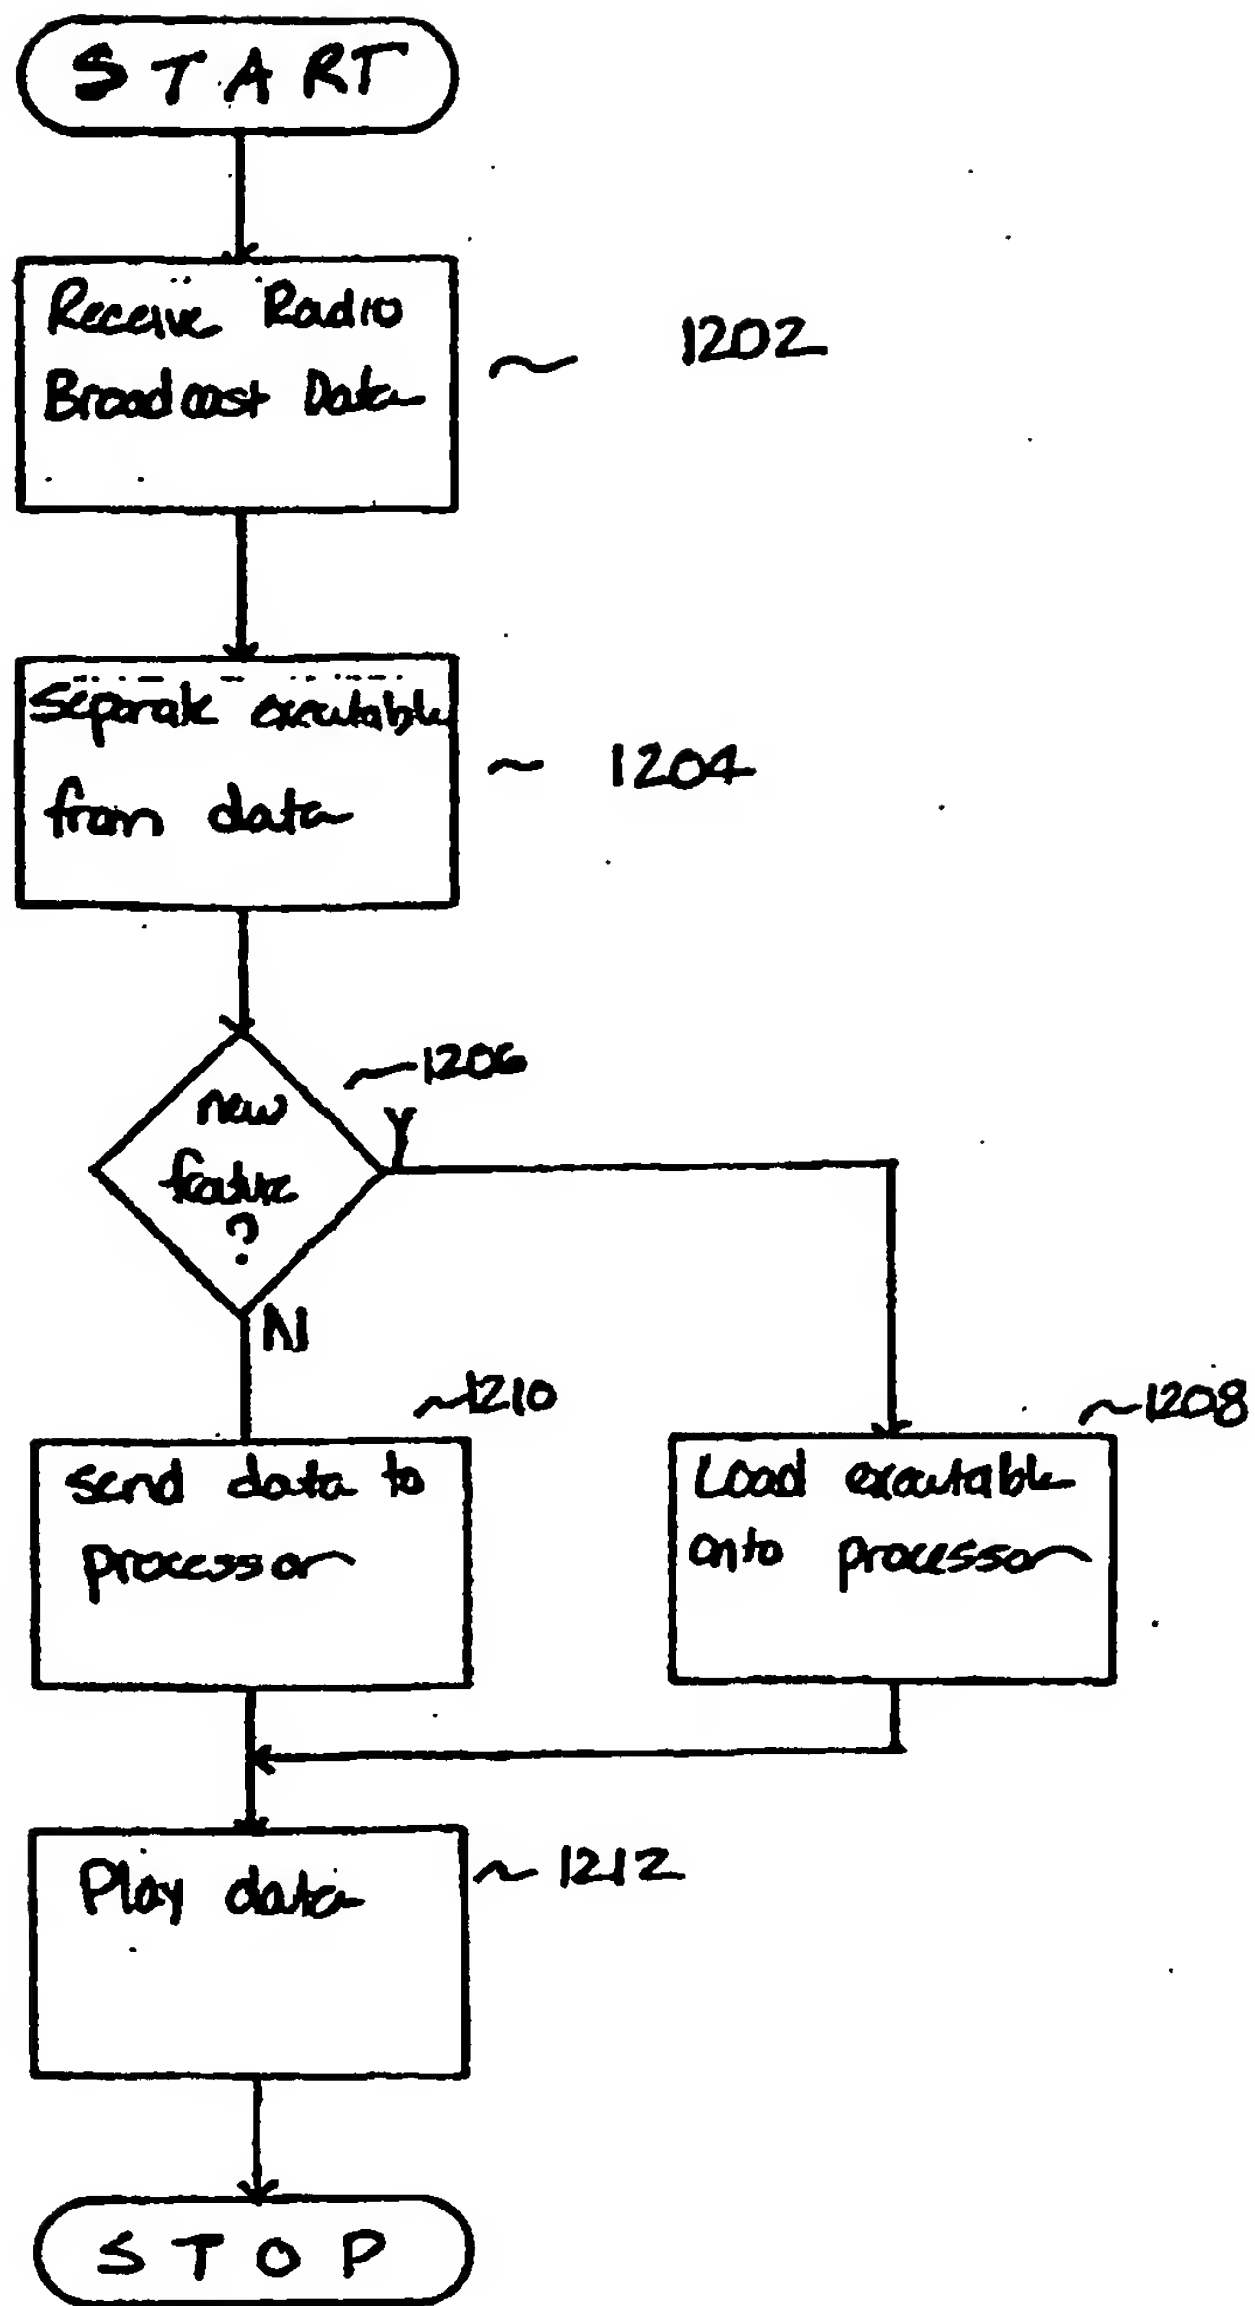 START
Receive Radio
Broadcast Data
1202
Separate executable
from data
1204
1206
new
feature
?
Y
N
1210
1208
send data to
processor
Load executable
onto processor
Play data
1212
STOP